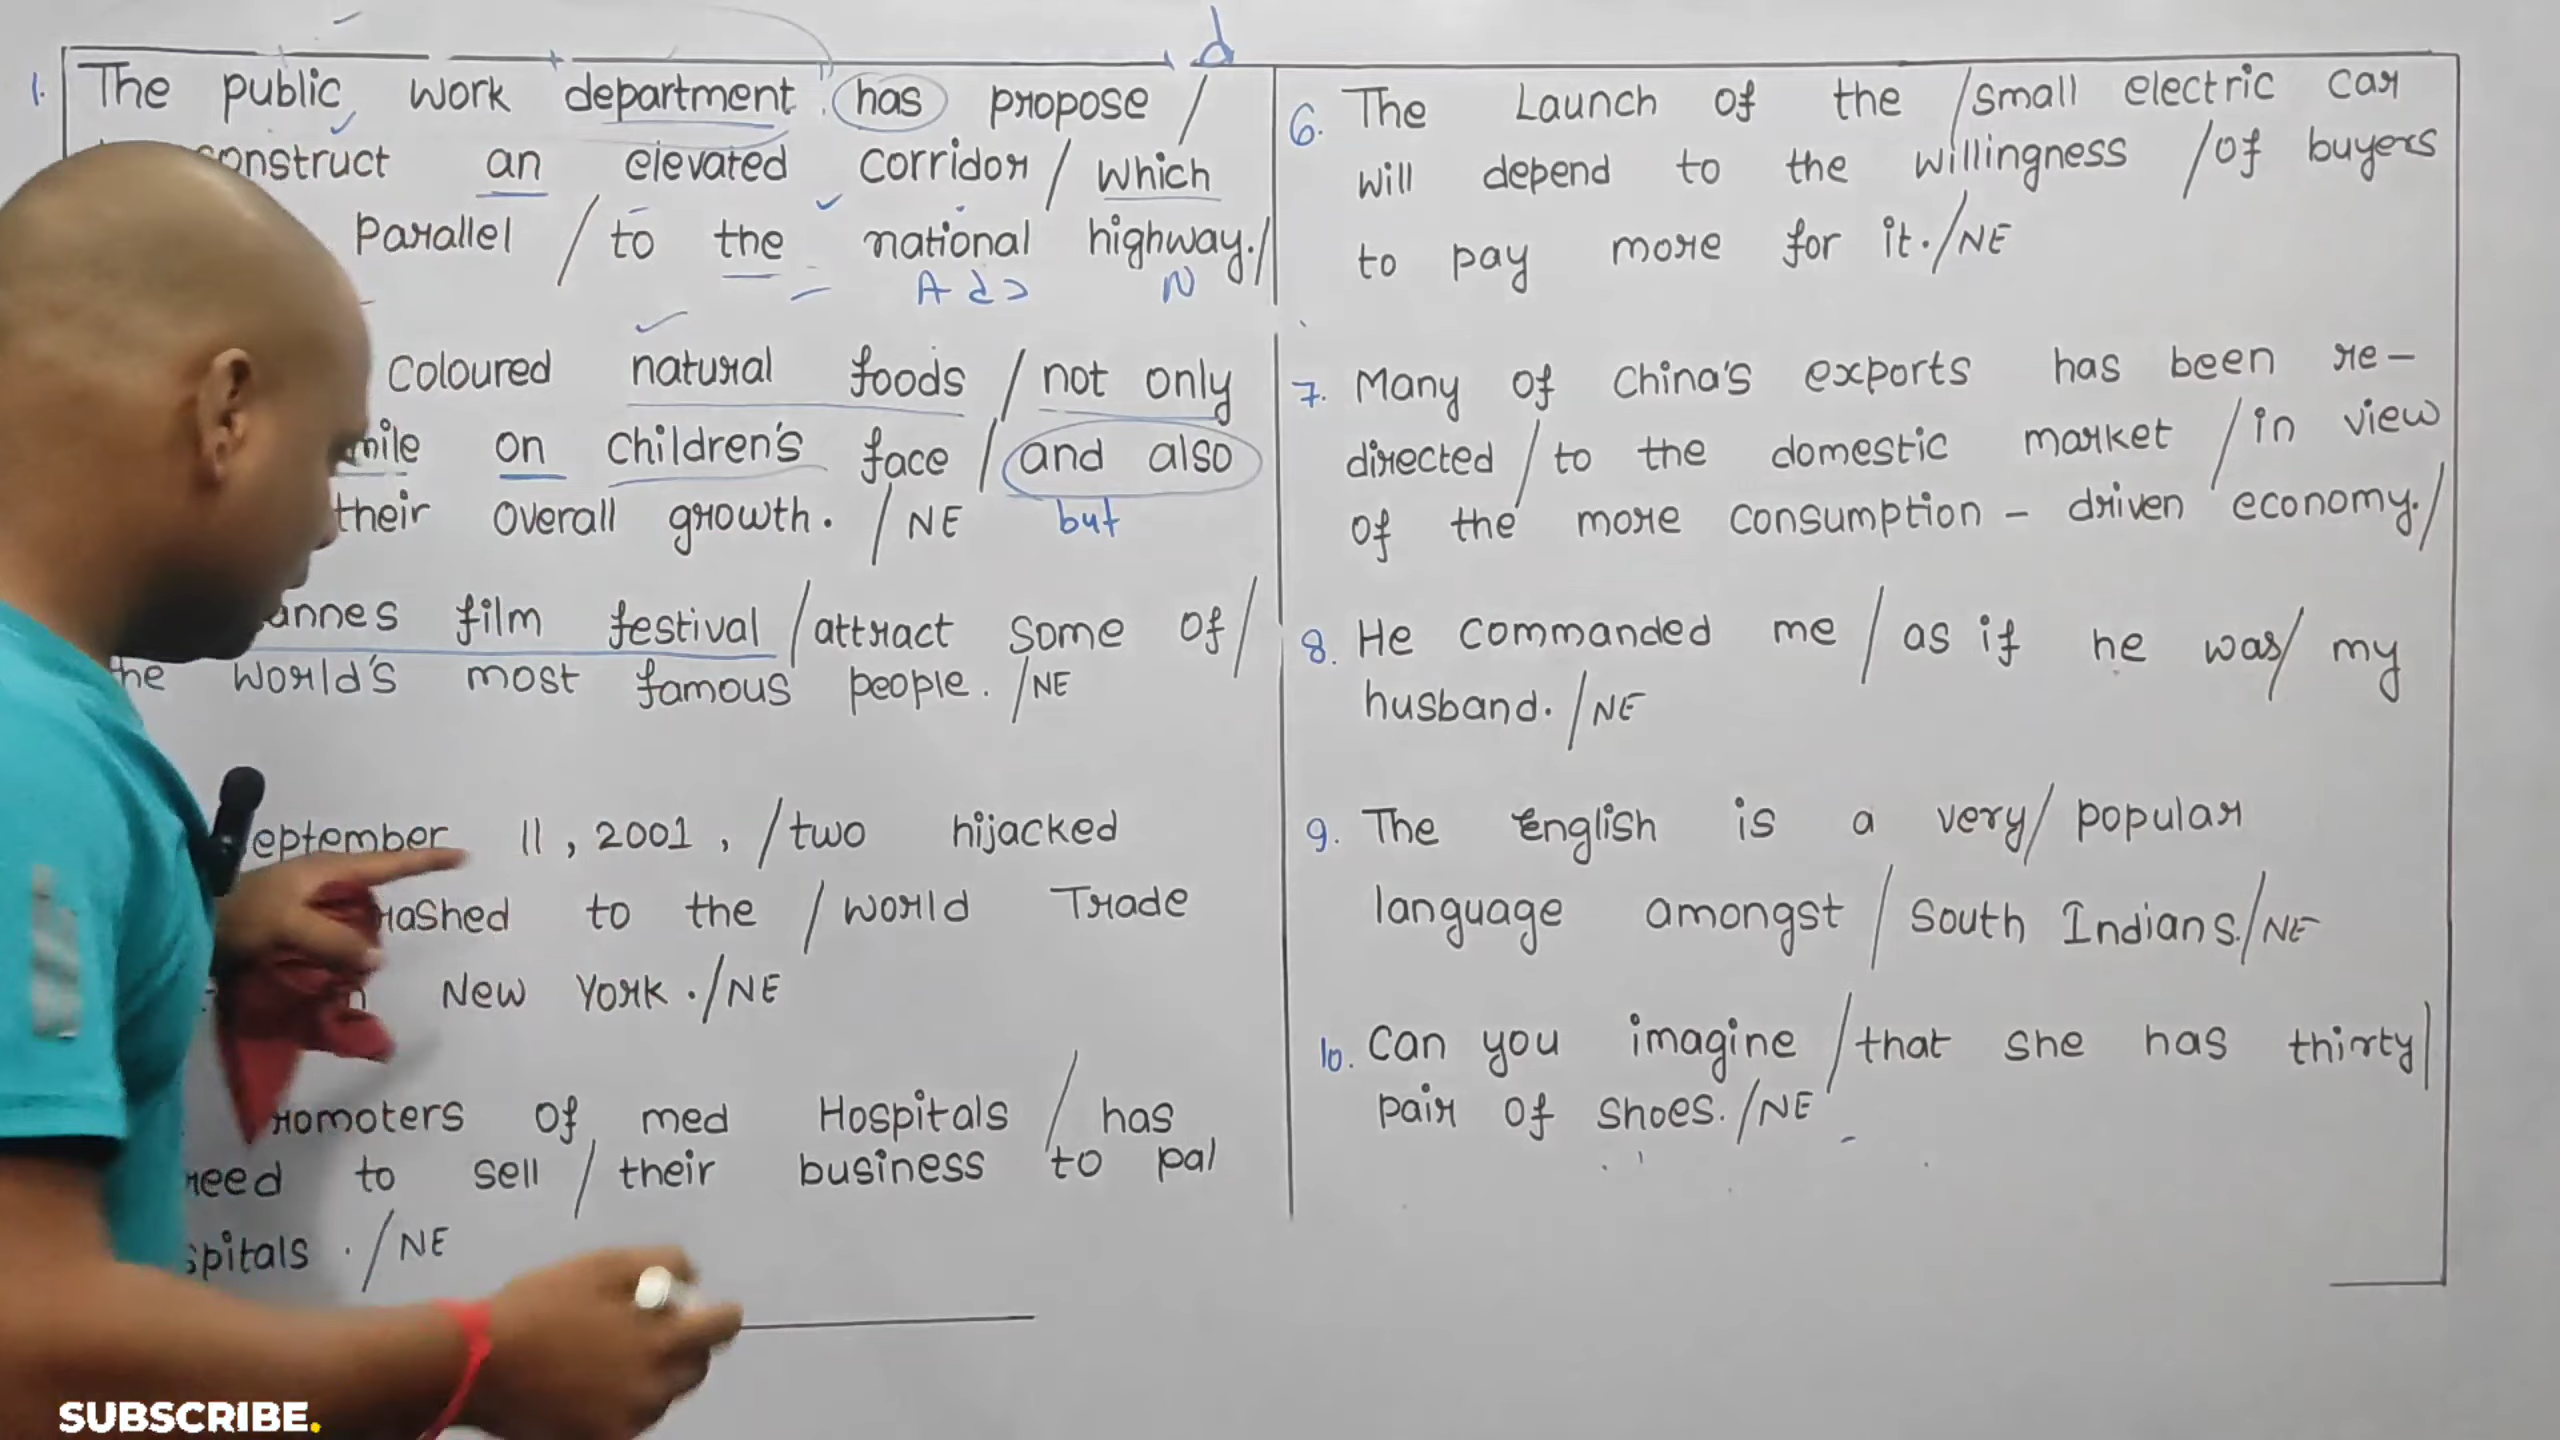 d
1. The public work department has propose /
construct an elevated corridor / which
parallel / to the national highway. /
Adj N
coloured natural foods / not only
on children's face / and also
their overall growth. / NE but
film festival / attract some of /
the world's most famous people. / NE
11, 2001, / two hijacked
to the / world Trade
New York. / NE
of med Hospitals / has
to sell / their business to pal
/ NE
6. The Launch of the / small electric car
will depend to the willingness / of buyers
to pay more for it. / NE
7. Many of China's exports has been re-
directed / to the domestic market / in view
of the more consumption - driven economy. /
8. He commanded me / as if he was / my
husband. / NE
9. The English is a very / popular
language amongst / South Indians. / NE
10. Can you imagine / that she has thirty /
pair of shoes. / NE
SUBSCRIBE.